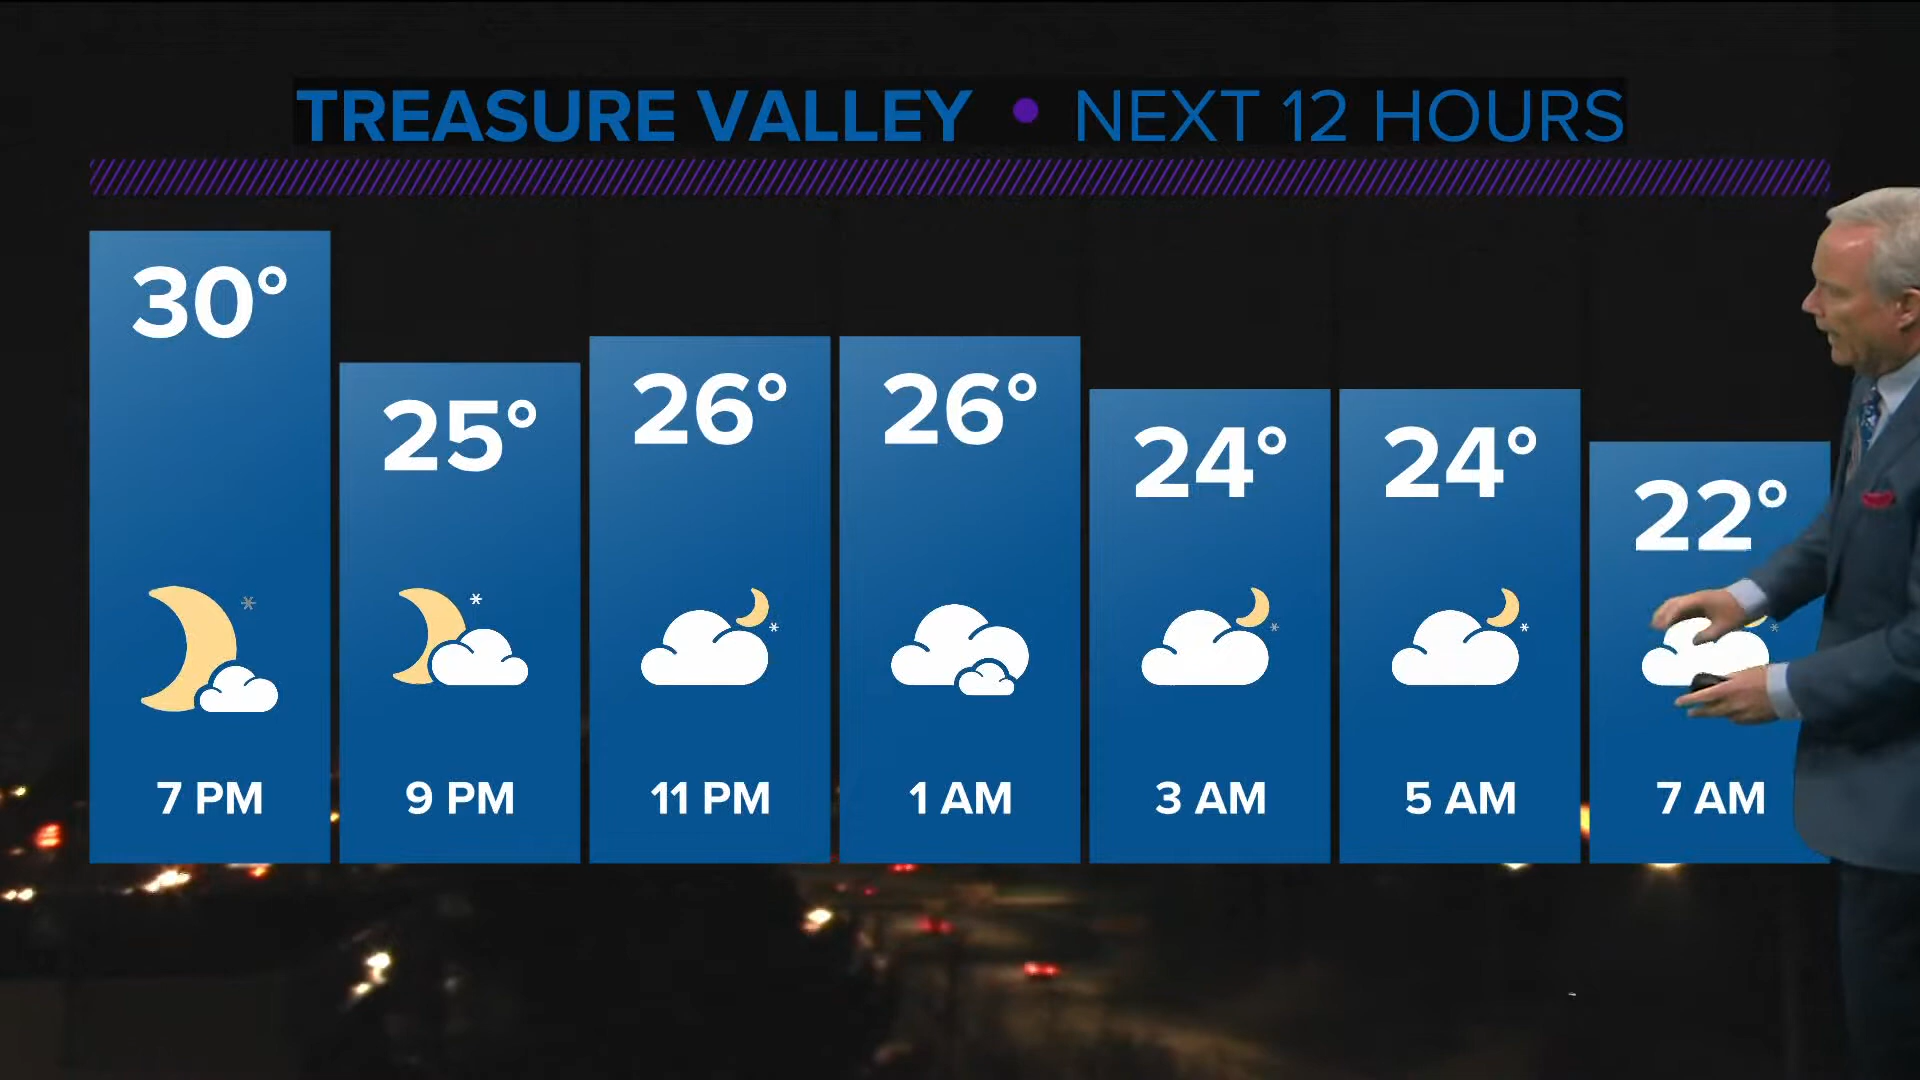 TREASURE VALLEY • NEXT 12 HOURS
30° 25° 26° 26° 24° 24° 22°
7 PM 9 PM 11 PM 1 AM 3 AM 5 AM 7 AM